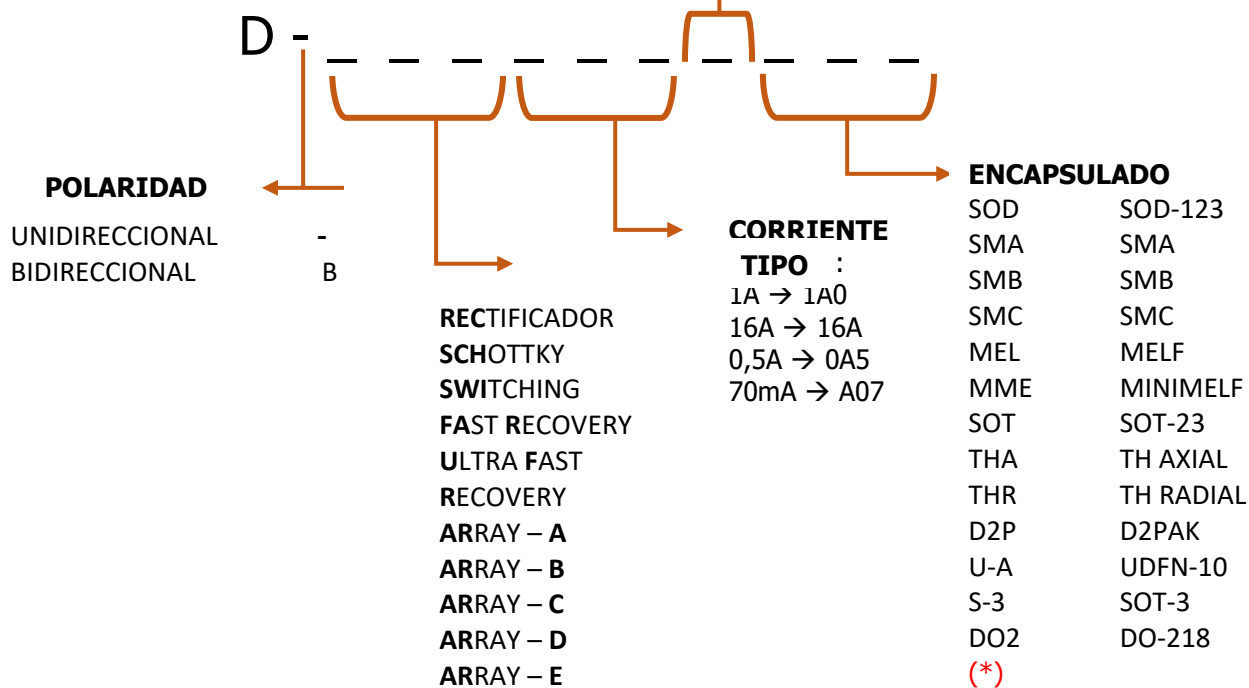 D - _ _ _ _ _ _ _ _ _ _
POLARIDAD
UNIDIRECCIONAL -
BIDIRECCIONAL B
RECTIFICADOR
SCHOTTKY
SWITCHING
FAST RECOVERY
ULTRA FAST
RECOVERY
ARRAY – A
ARRAY – B
ARRAY – C
ARRAY – D
ARRAY – E
CORRIENTE
TIPO :
1A → 1A0
16A → 16A
0,5A → 0A5
70mA → A07
ENCAPSULADO
SOD SOD-123
SMA SMA
SMB SMB
SMC SMC
MEL MELF
MME MINIMELF
SOT SOT-23
THA TH AXIAL
THR TH RADIAL
D2P D2PAK
U-A UDFN-10
S-3 SOT-3
DO2 DO-218
(*)